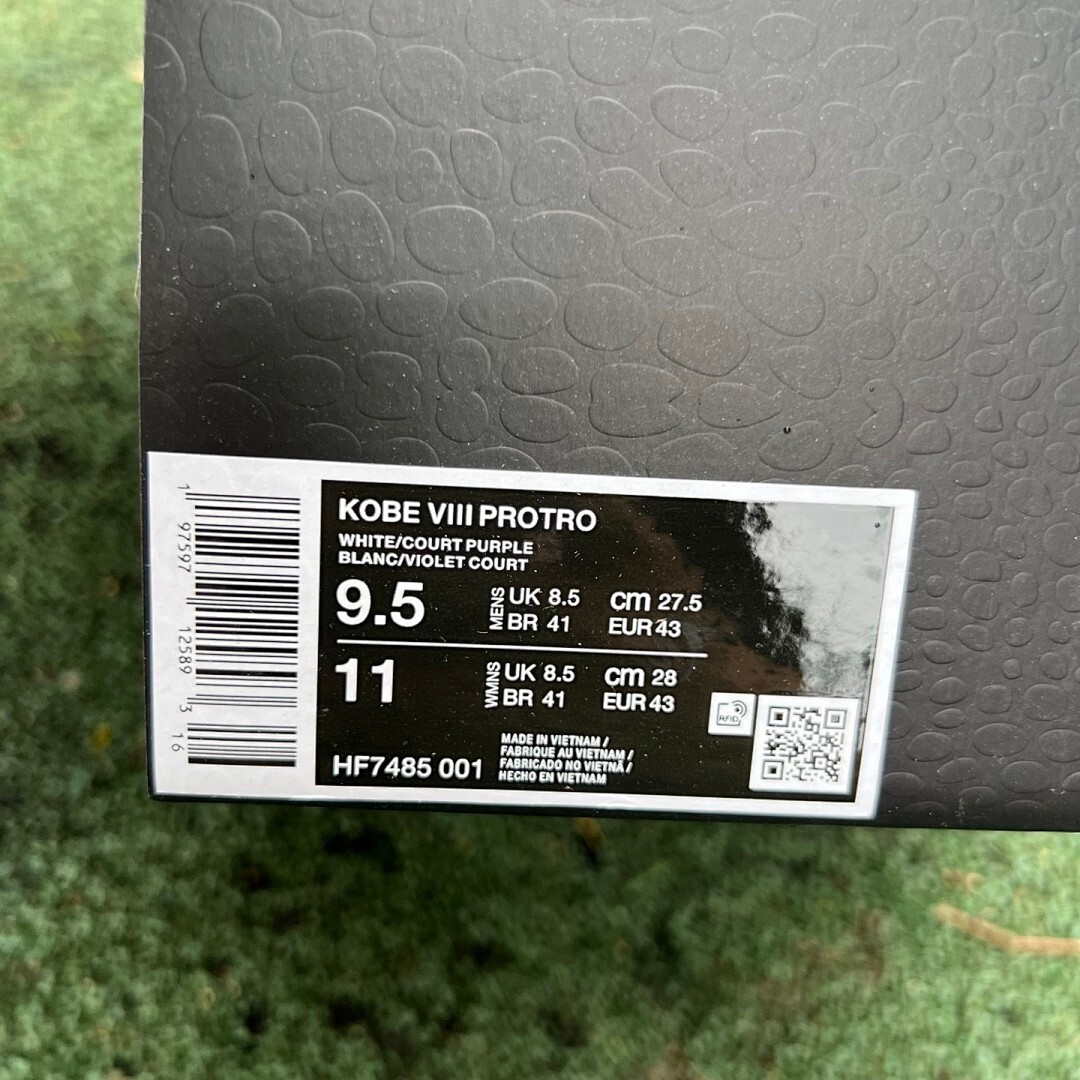 KOBE VIII PROTRO
WHITE/COURT PURPLE
BLANC/VIOLET COURT
9.5 MENS UK 8.5 cm 27.5
BR 41 EUR 43
11 WMNS UK 8.5 cm 28
BR 41 EUR 43
HF7485 001
MADE IN VIETNAM /
FABRIQUE AU VIETNAM /
FABRICADO NO VIETNÃ /
HECHO EN VIETNAM
RFID
1 97597 12589 3 16